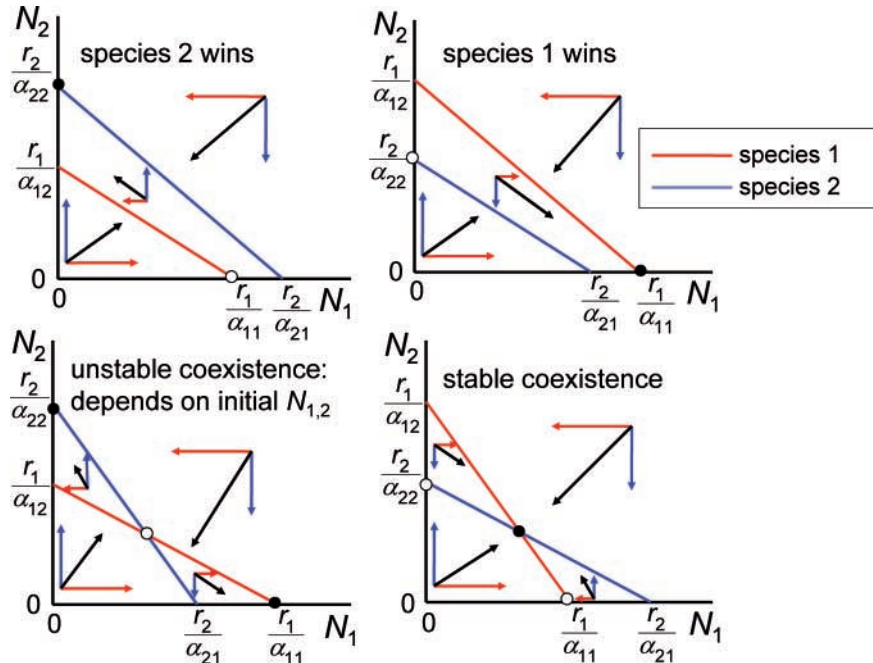 N₂
r₂/α₂₂
species 2 wins
r₁/α₁₂
0
0
r₁/α₁₁
r₂/α₂₁
N₁
N₂
r₁/α₁₂
species 1 wins
r₂/α₂₂
0
0
r₂/α₂₁
r₁/α₁₁
N₁
species 1
species 2
N₂
r₂/α₂₂
unstable coexistence:
depends on initial N₁,₂
r₁/α₁₂
0
0
r₂/α₂₁
r₁/α₁₁
N₁
N₂
r₁/α₁₂
stable coexistence
r₂/α₂₂
0
0
r₁/α₁₁
r₂/α₂₁
N₁